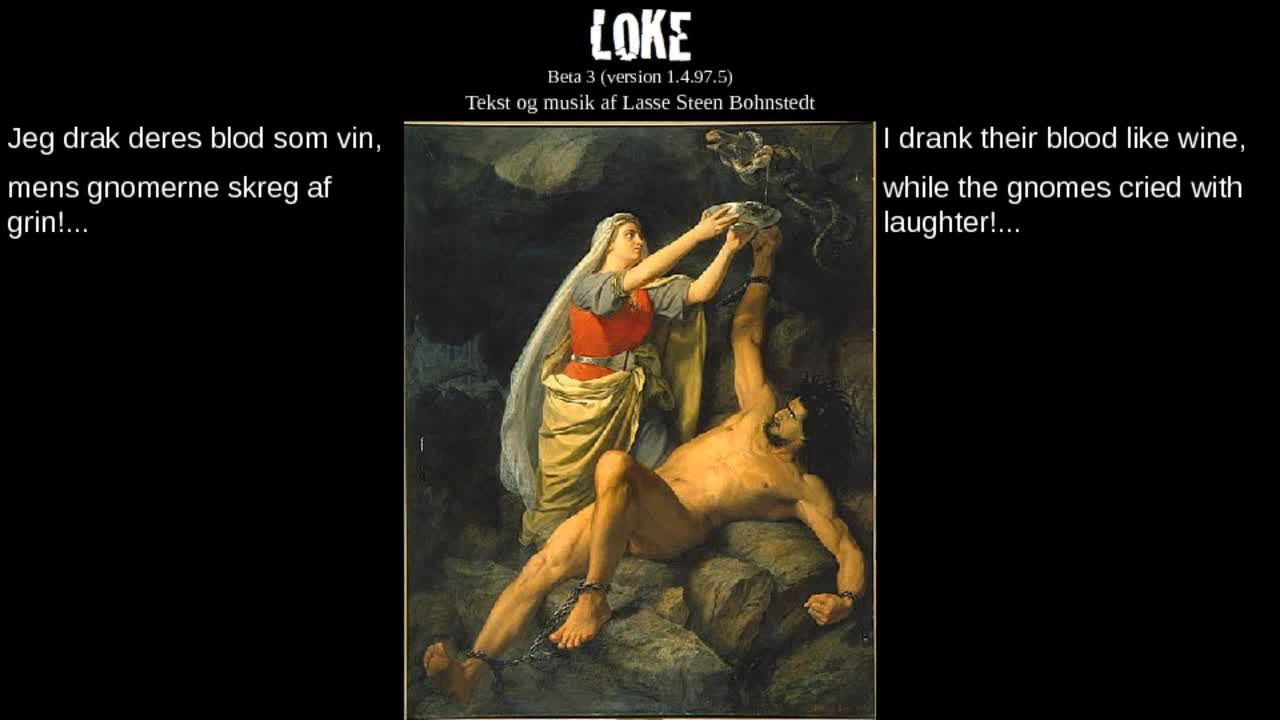 LOKE
Beta 3 (version 1.4.97.5)
Tekst og musik af Lasse Steen Bohnstedt
Jeg drak deres blod som vin,
mens gnomerne skreg af
grin!...
I drank their blood like wine,
while the gnomes cried with
laughter!...